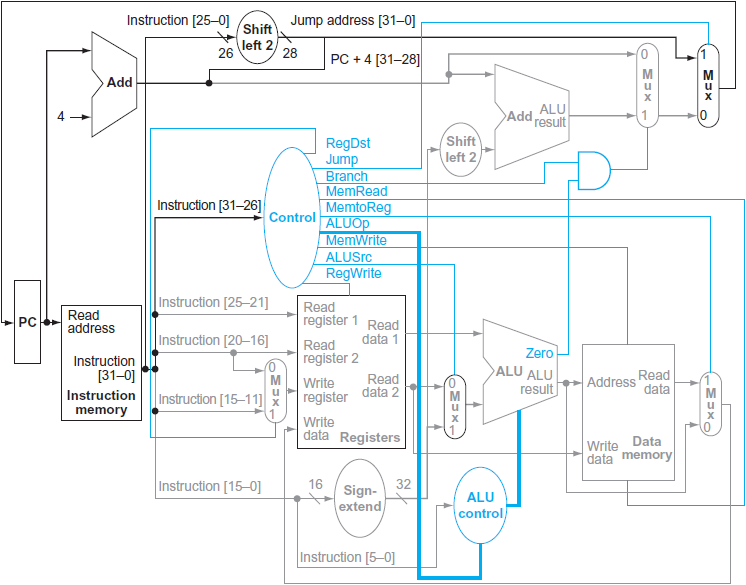 Instruction [25–0]
Shift
left 2
Jump address [31–0]
26
28
PC + 4 [31–28]
Add
4
0
M
u
x
1
1
M
u
x
0
Add
ALU
result
Shift
left 2
RegDst
Jump
Branch
MemRead
MemtoReg
ALUOp
MemWrite
ALUSrc
RegWrite
Control
Instruction [31–26]
PC
Read
address
Instruction
[31–0]
Instruction
memory
Instruction [25–21]
Instruction [20–16]
Instruction [15–11]
Instruction [15–0]
0
M
u
x
1
Read
register 1
Read
register 2
Write
register
Write
data
Read
data 1
Read
data 2
Registers
0
M
u
x
1
Zero
ALU
ALU
result
Address
Read
data
Write
data
Data
memory
1
M
u
x
0
16
Sign-
extend
32
ALU
control
Instruction [5–0]